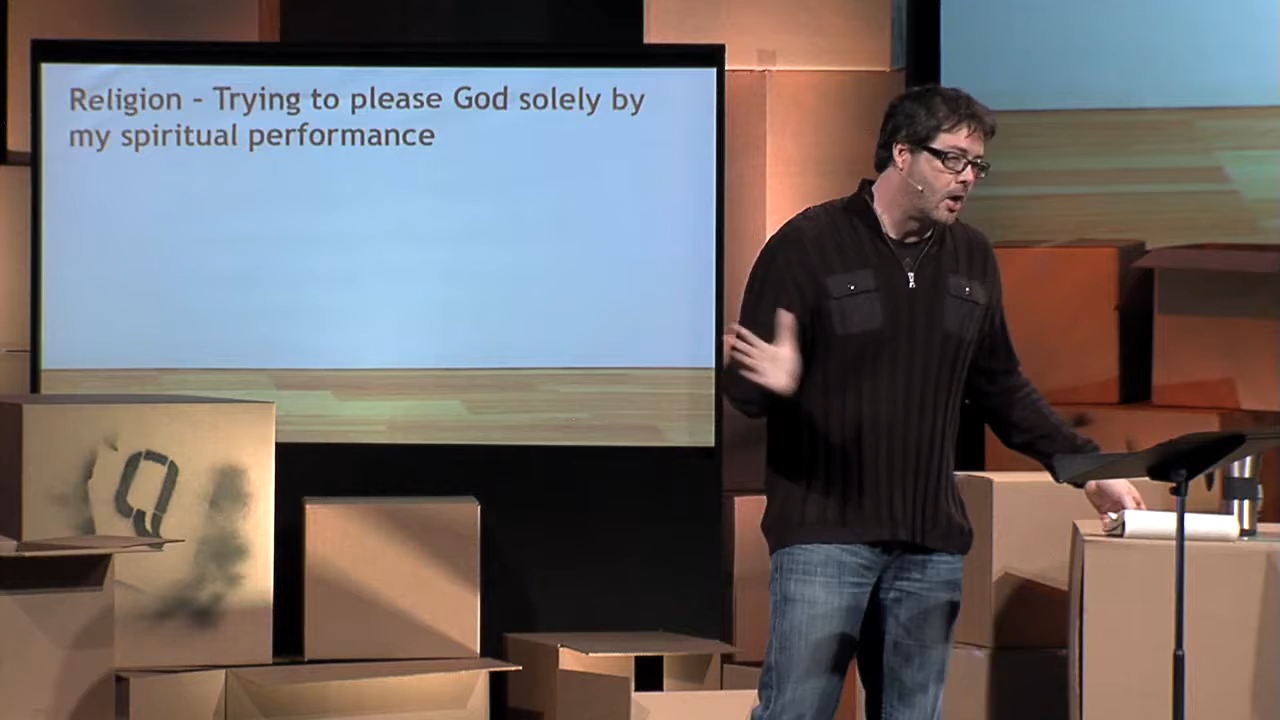 Religion - Trying to please God solely by
my spiritual performance
Q